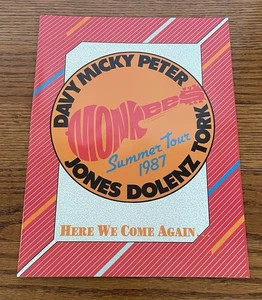 DAVY MICKY PETER
MONKEES
Summer Tour
1987
JONES DOLENZ TORK
HERE WE COME AGAIN...